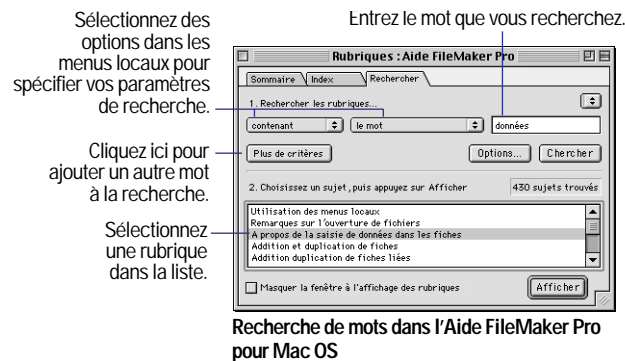 Sélectionnez des
options dans les
menus locaux pour
spécifier vos paramètres
de recherche.
Entrez le mot que vous recherchez.
Rubriques : Aide FileMaker Pro
Sommaire Index Rechercher
1. Rechercher les rubriques...
contenant le mot données
Cliquez ici pour
ajouter un autre mot
à la recherche.
Plus de critères Options... Chercher
2. Choisissez un sujet, puis appuyez sur Afficher 430 sujets trouvés
Sélectionnez
une rubrique
dans la liste.
Utilisation des menus locaux
Remarques sur l'ouverture de fichiers
A propos de la saisie de données dans les fiches
Addition et duplication de fiches
Addition duplication de fiches liées
Masquer la fenêtre à l'affichage des rubriques Afficher
Recherche de mots dans l'Aide FileMaker Pro
pour Mac OS